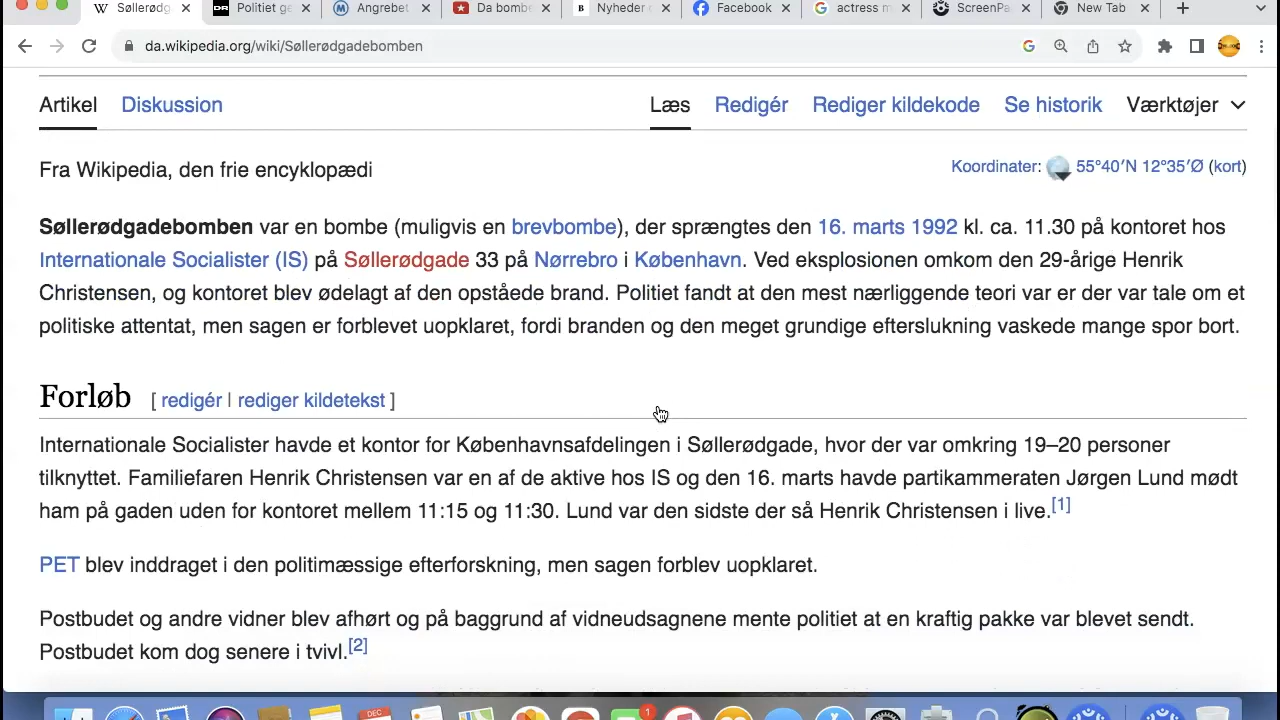 Søllerødg
Politiet ge
Angrebet
Da bombe
Nyheder
Facebook
actress m
ScreenPa
New Tab
da.wikipedia.org/wiki/Søllerødgadebomben
Artikel Diskussion Læs Redigér Rediger kildekode Se historik Værktøjer
Fra Wikipedia, den frie encyklopædi Koordinater: 55°40′N 12°35′Ø (kort)
Søllerødgadebomben var en bombe (muligvis en brevbombe), der sprængtes den 16. marts 1992 kl. ca. 11.30 på kontoret hos
Internationale Socialister (IS) på Søllerødgade 33 på Nørrebro i København. Ved eksplosionen omkom den 29-årige Henrik
Christensen, og kontoret blev ødelagt af den opståede brand. Politiet fandt at den mest nærliggende teori var er der var tale om et
politiske attentat, men sagen er forblevet uopklaret, fordi branden og den meget grundige efterslukning vaskede mange spor bort.
Forløb [ redigér | rediger kildetekst ]
Internationale Socialister havde et kontor for Københavnsafdelingen i Søllerødgade, hvor der var omkring 19–20 personer
tilknyttet. Familiefaren Henrik Christensen var en af de aktive hos IS og den 16. marts havde partikammeraten Jørgen Lund mødt
ham på gaden uden for kontoret mellem 11:15 og 11:30. Lund var den sidste der så Henrik Christensen i live.[1]
PET blev inddraget i den politimæssige efterforskning, men sagen forblev uopklaret.
Postbudet og andre vidner blev afhørt og på baggrund af vidneudsagnene mente politiet at en kraftig pakke var blevet sendt.
Postbudet kom dog senere i tvivl.[2]
DEC
1